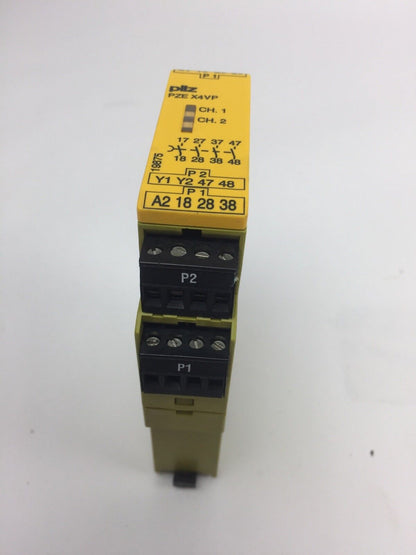 P1
pilz
PZE X4VP
CH. 1
CH. 2
17 27 37 47
18 28 38 48
19875
P2
Y1 Y2 47 48
P1
A2 18 28 38
P2
P1